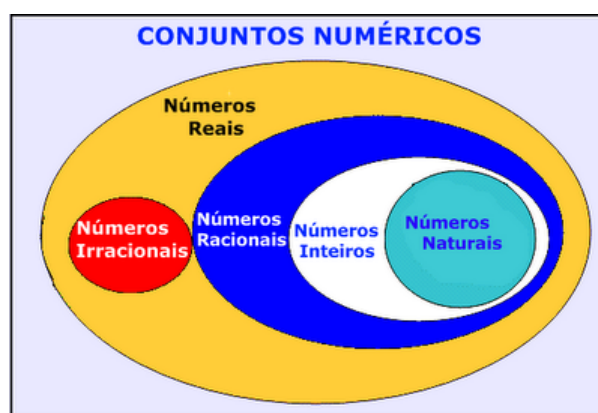 CONJUNTOS NUMÉRICOS
Números
Reais
Números
Irracionais
Números
Racionais
Números
Inteiros
Números
Naturais